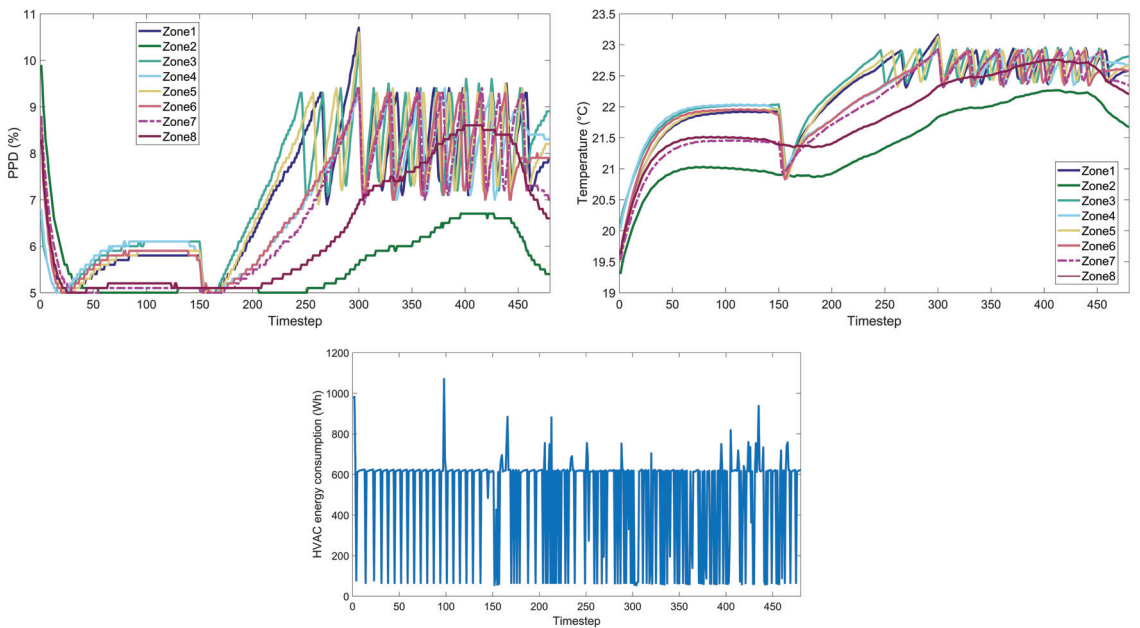 11
10
9
8
7
6
5
PPD (%)
0
50
100
150
200
250
300
350
400
450
Timestep
Zone1
Zone2
Zone3
Zone4
Zone5
Zone6
Zone7
Zone8
23.5
23
22.5
22
21.5
21
20.5
20
19.5
19
Temperature (°C)
0
50
100
150
200
250
300
350
400
450
Timestep
Zone1
Zone2
Zone3
Zone4
Zone5
Zone6
Zone7
Zone8
1200
1000
800
600
400
200
0
HVAC energy consumption (Wh)
0
50
100
150
200
250
300
350
400
450
Timestep